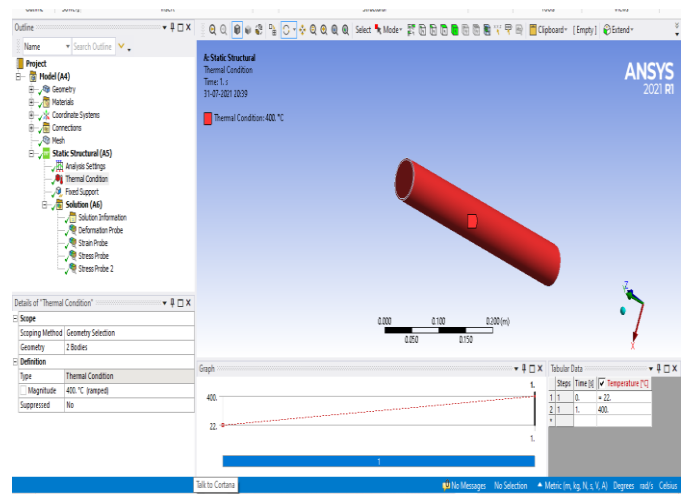 Outline
Name
Search Outline
Project
Model (A4)
Geometry
Materials
Coordinate Systems
Connections
Mesh
Static Structural (A5)
Analysis Settings
Thermal Condition
Fixed Support
Solution (A6)
Solution Information
Deformation Probe
Strain Probe
Stress Probe
Stress Probe 2
Details of "Thermal Condition"
Scope
Scoping Method Geometry Selection
Geometry 2 Bodies
Definition
Type Thermal Condition
Magnitude 400. °C (ramped)
Suppressed No
Select Mode Clipboard [Empty] Extend
A: Static Structural
Thermal Condition
Time: 1. s
31-07-2021 20:39
Thermal Condition: 400. °C
ANSYS
2021 R1
0.000 0.100 0.200 (m)
0.050 0.150
Z
X
Graph
1.
400.
22.
1.
1
Tabular Data
Steps Time [s] Temperature [°C]
1 1 0. = 22.
2 1 1. 400.
*
Talk to Cortana
No Messages No Selection Metric (m, kg, N, s, V, A) Degrees rad/s Celsius